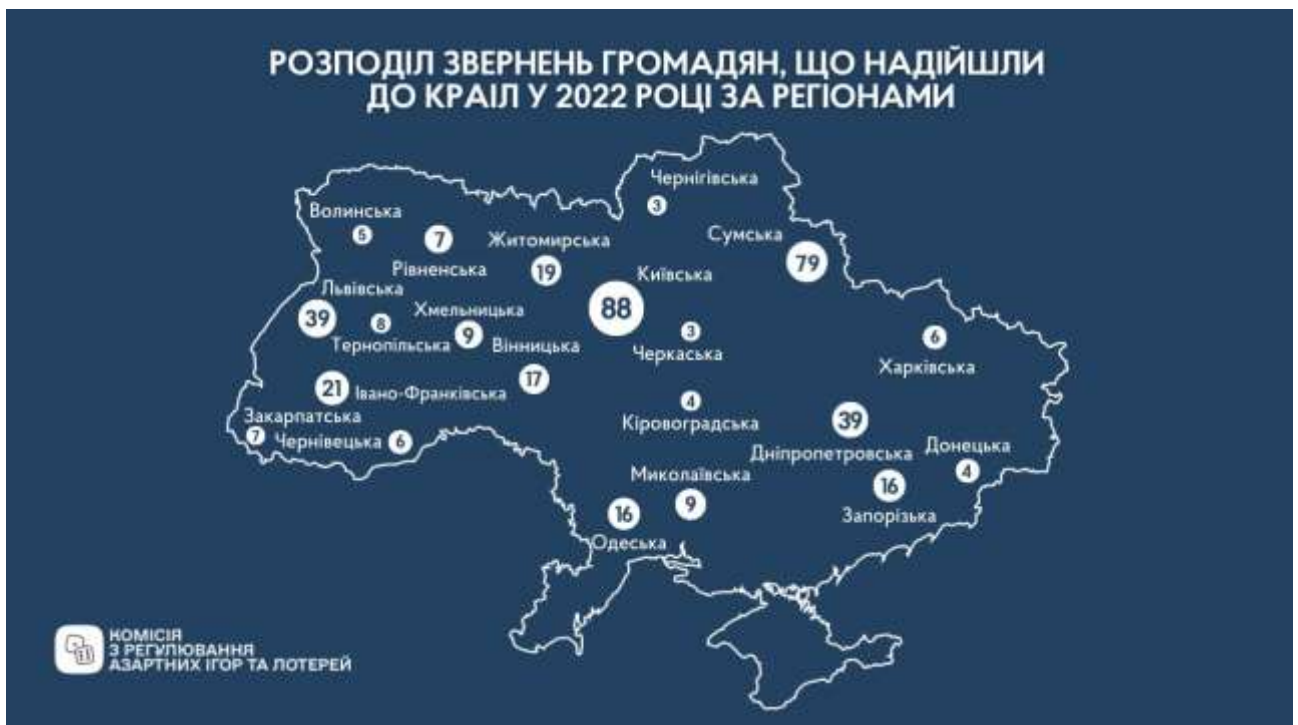 РОЗПОДІЛ ЗВЕРНЕНЬ ГРОМАДЯН, ЩО НАДІЙШЛИ
ДО КРАІЛ У 2022 РОЦІ ЗА РЕГІОНАМИ
Чернігівська
3
Волинська
5
7
Рівненська
Житомирська
19
Сумська
79
Київська
88
Львівська
39
8
Тернопільська
Хмельницька
9
Вінницька
17
3
Черкаська
6
Харківська
21
Івано-Франківська
4
Кіровоградська
39
Дніпропетровська
Закарпатська
7
Чернівецька
6
Донецька
4
Миколаївська
9
16
Запорізька
16
Одеська
КОМІСІЯ
З РЕГУЛЮВАННЯ
АЗАРТНИХ ІГОР ТА ЛОТЕРЕЙ